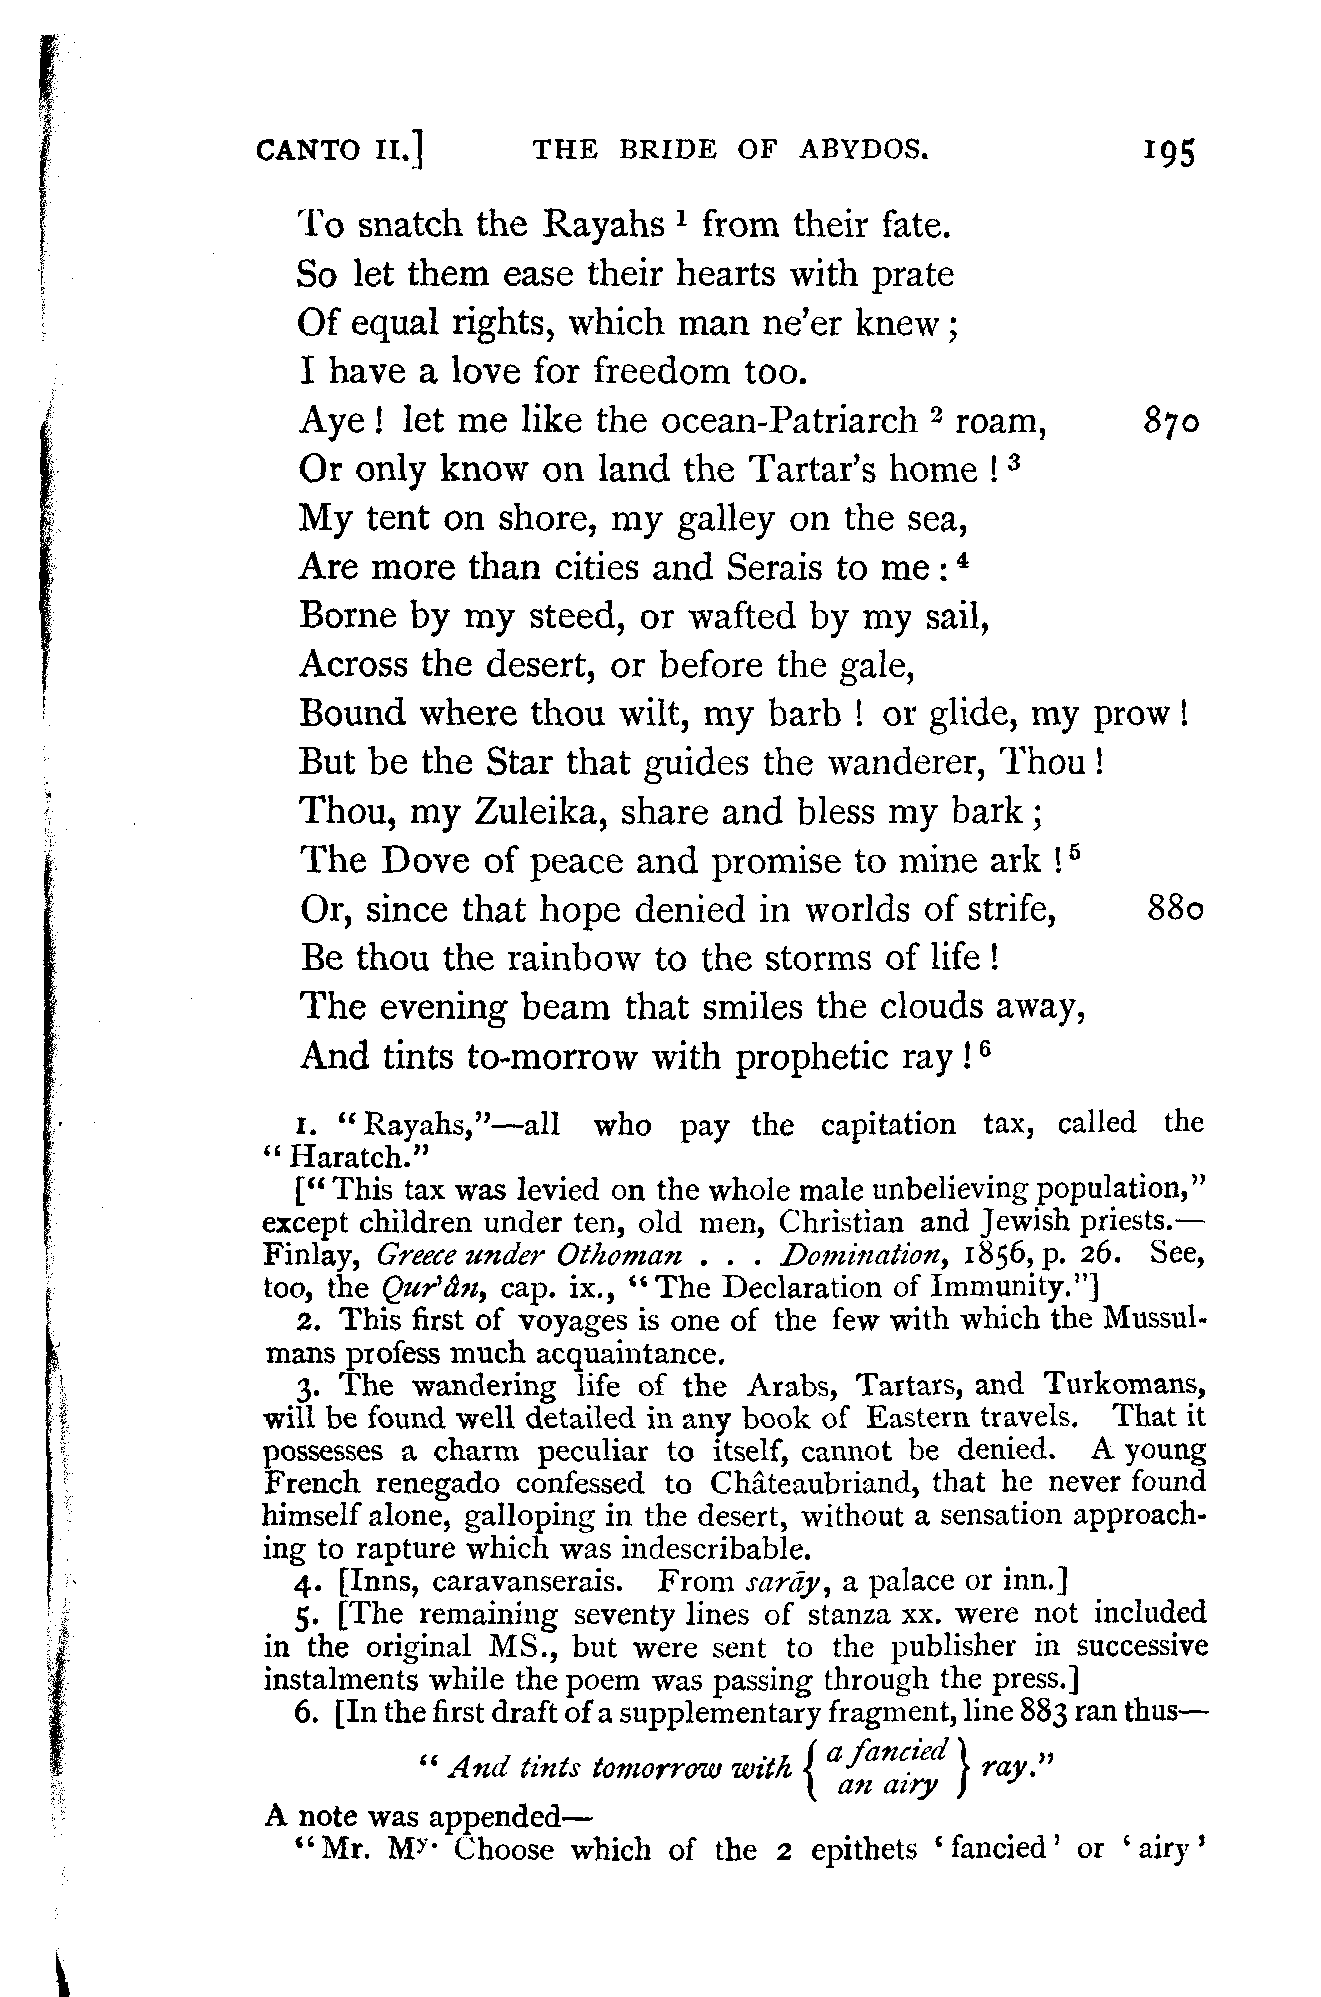 CANTO II.] THE BRIDE OF ABYDOS. 195
To snatch the Rayahs ¹ from their fate.
So let them ease their hearts with prate
Of equal rights, which man ne'er knew;
I have a love for freedom too.
Aye! let me like the ocean-Patriarch ² roam, 870
Or only know on land the Tartar's home! ³
My tent on shore, my galley on the sea,
Are more than cities and Serais to me: ⁴
Borne by my steed, or wafted by my sail,
Across the desert, or before the gale,
Bound where thou wilt, my barb! or glide, my prow!
But be the Star that guides the wanderer, Thou!
Thou, my Zuleika, share and bless my bark;
The Dove of peace and promise to mine ark! ⁵
Or, since that hope denied in worlds of strife, 880
Be thou the rainbow to the storms of life!
The evening beam that smiles the clouds away,
And tints to-morrow with prophetic ray! ⁶
1. "Rayahs,"—all who pay the capitation tax, called the
"Haratch."
["This tax was levied on the whole male unbelieving population,"
except children under ten, old men, Christian and Jewish priests.—
Finlay, Greece under Othoman . . . Domination, 1856, p. 26. See,
too, the Qur'ân, cap. ix., "The Declaration of Immunity."]
2. This first of voyages is one of the few with which the Mussul-
mans profess much acquaintance.
3. The wandering life of the Arabs, Tartars, and Turkomans,
will be found well detailed in any book of Eastern travels. That it
possesses a charm peculiar to itself, cannot be denied. A young
French renegado confessed to Châteaubriand, that he never found
himself alone, galloping in the desert, without a sensation approach-
ing to rapture which was indescribable.
4. [Inns, caravanserais. From sarāy, a palace or inn.]
5. [The remaining seventy lines of stanza xx. were not included
in the original MS., but were sent to the publisher in successive
instalments while the poem was passing through the press.]
6. [In the first draft of a supplementary fragment, line 883 ran thus—
"And tints tomorrow with { a fancied } ray."
an airy
A note was appended—
"Mr. My. Choose which of the 2 epithets 'fancied' or 'airy'